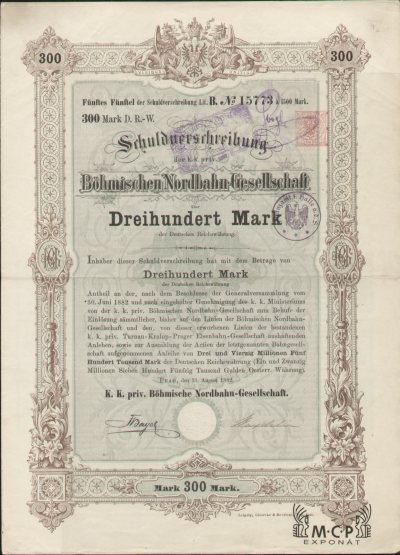 300
300
Fünftes Fünftel der Schuldverschreibung Lit. B. № 15773 à 1500 Mark.
300 Mark D. R.-W.
Schuldverschreibung
der k. k. priv.
Böhmischen Nordbahn-Gesellschaft
über
Dreihundert Mark
der Deutschen Reichswährung.
Inhaber dieser Schuldverschreibung hat mit dem Betrage von
Dreihundert Mark
der Deutschen Reichswährung
Antheil an der, nach dem Beschlusse der Generalversammlung vom
30. Juni 1882 und nach eingeholter Genehmigung des k. k. Ministeriums
von der k. k. priv. Böhmischen Nordbahn-Gesellschaft zum Behufe der
Einlösung sämmtlicher, bisher auf den Linien der Böhmischen Nordbahn-
Gesellschaft und den, von dieser erworbenen Linien der bestandenen
k. k. priv. Turnau-Kralup-Prager Eisenbahn-Gesellschaft aushaftenden
Anlehen, sowie zur Auszahlung der Actien der letztgenannten Bahngesell-
schaft aufgenommenen Anleihe von Drei und Vierzig Millionen Fünf
Hundert Tausend Mark der Deutschen Reichswährung (Ein und Zwanzig
Millionen Sieben Hundert Fünfzig Tausend Gulden Oesterr. Währung).
Prag, den 31. August 1882.
K. K. priv. Böhmische Nordbahn-Gesellschaft.
Mark 300 Mark.
M·C·P
EXPONÁT